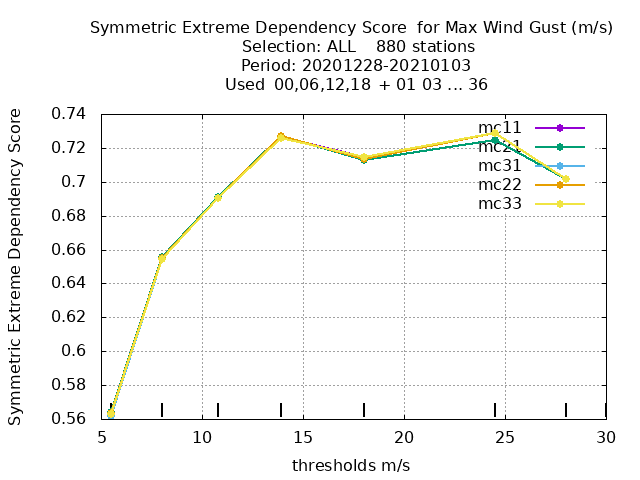 Symmetric Extreme Dependency Score  for Max Wind Gust (m/s)
Selection: ALL    880 stations
Period: 20201228-20210103
Used  00,06,12,18 + 01 03 ... 36
Symmetric Extreme Dependency Score
0.74
0.72
0.7
0.68
0.66
0.64
0.62
0.6
0.58
0.56
mc11
mc21
mc31
mc22
mc33
5 10 15 20 25 30
thresholds m/s